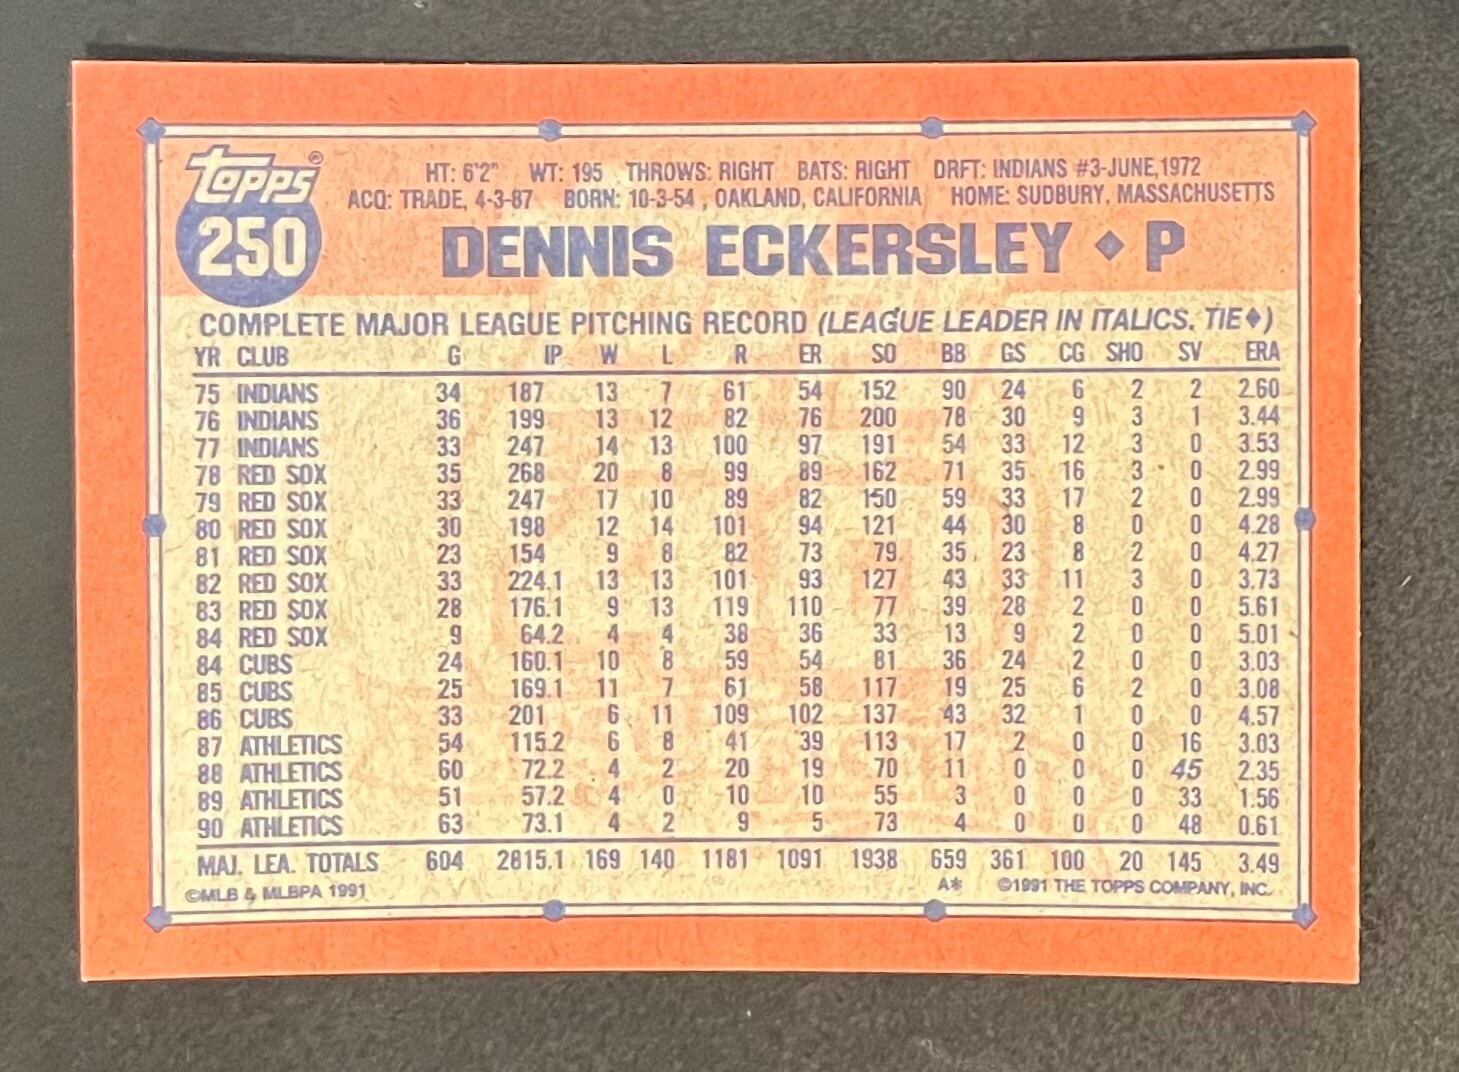 Topps®
250
HT: 6'2" WT: 195 THROWS: RIGHT BATS: RIGHT DRFT: INDIANS #3-JUNE, 1972
ACQ: TRADE, 4-3-87 BORN: 10-3-54 , OAKLAND, CALIFORNIA HOME: SUDBURY, MASSACHUSETTS
DENNIS ECKERSLEY ♦ P
COMPLETE MAJOR LEAGUE PITCHING RECORD (LEAGUE LEADER IN ITALICS. TIE♦)
YR CLUB G IP W L R ER SO BB GS CG SHO SV ERA
75 INDIANS 34 187 13 7 61 54 152 90 24 6 2 2 2.60
76 INDIANS 36 199 13 12 82 76 200 78 30 9 3 1 3.44
77 INDIANS 33 247 14 13 100 97 191 54 33 12 3 0 3.53
78 RED SOX 35 268 20 8 99 89 162 71 35 16 3 0 2.99
79 RED SOX 33 247 17 10 89 82 150 59 33 17 2 0 2.99
80 RED SOX 30 198 12 14 101 94 121 44 30 8 0 0 4.28
81 RED SOX 23 154 9 8 82 73 79 35 23 8 2 0 4.27
82 RED SOX 33 224.1 13 13 101 93 127 43 33 11 3 0 3.73
83 RED SOX 28 176.1 9 13 119 110 77 39 28 2 0 0 5.61
84 RED SOX 9 64.2 4 4 38 36 33 13 9 2 0 0 5.01
84 CUBS 24 160.1 10 8 59 54 81 36 24 2 0 0 3.03
85 CUBS 25 169.1 11 7 61 58 117 19 25 6 2 0 3.08
86 CUBS 33 201 6 11 109 102 137 43 32 1 0 0 4.57
87 ATHLETICS 54 115.2 6 8 41 39 113 17 2 0 0 16 3.03
88 ATHLETICS 60 72.2 4 2 20 19 70 11 0 0 0 45 2.35
89 ATHLETICS 51 57.2 4 0 10 10 55 3 0 0 0 33 1.56
90 ATHLETICS 63 73.1 4 2 9 5 73 4 0 0 0 48 0.61
MAJ. LEA. TOTALS 604 2815.1 169 140 1181 1091 1938 659 361 100 20 145 3.49
©MLB & MLBPA 1991 A* ©1991 THE TOPPS COMPANY, INC.